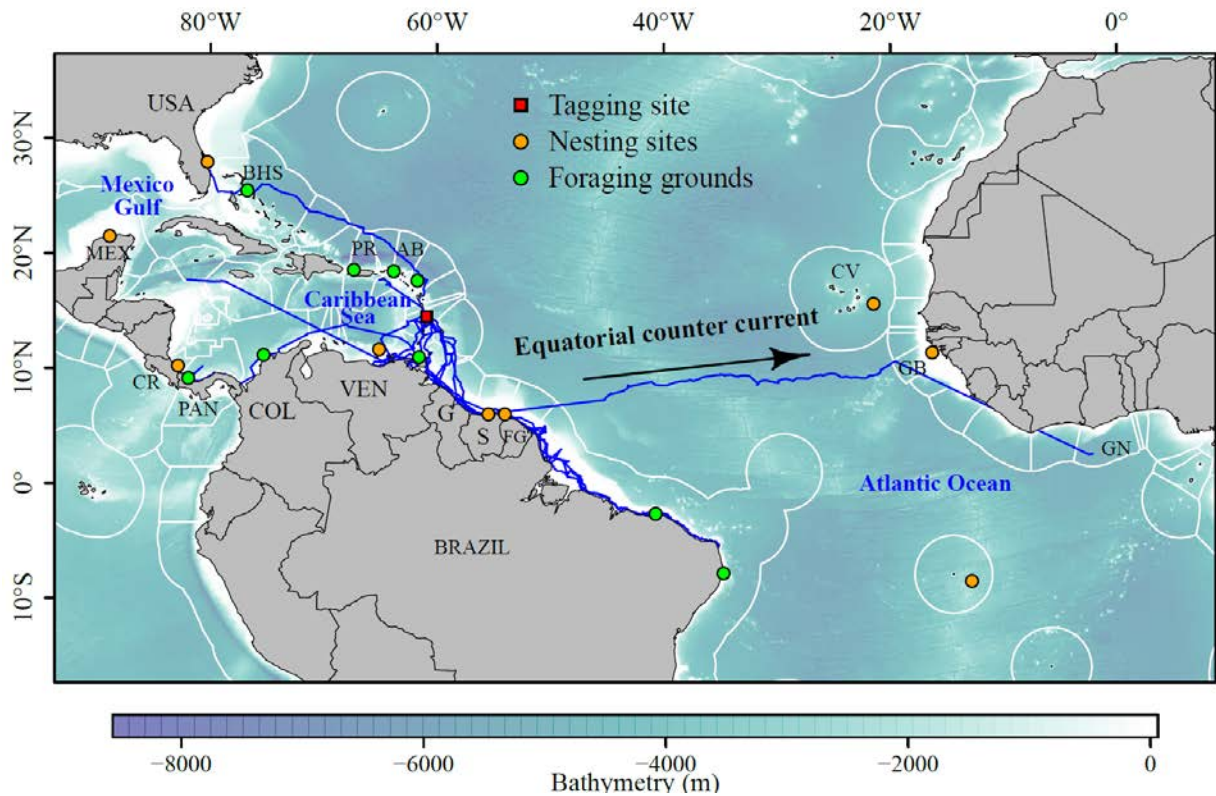 80°W 60°W 40°W 20°W 0°
30°N
20°N
10°N
0°
10°S
Tagging site
Nesting sites
Foraging grounds
USA
BHS
Mexico
Gulf
MEX
PR
AB
Caribbean
Sea
CV
Equatorial counter current
CR
PAN
COL
VEN
G
S
FG
GB
GN
Atlantic Ocean
BRAZIL
−8000 −6000 −4000 −2000 0
Bathymetry (m)